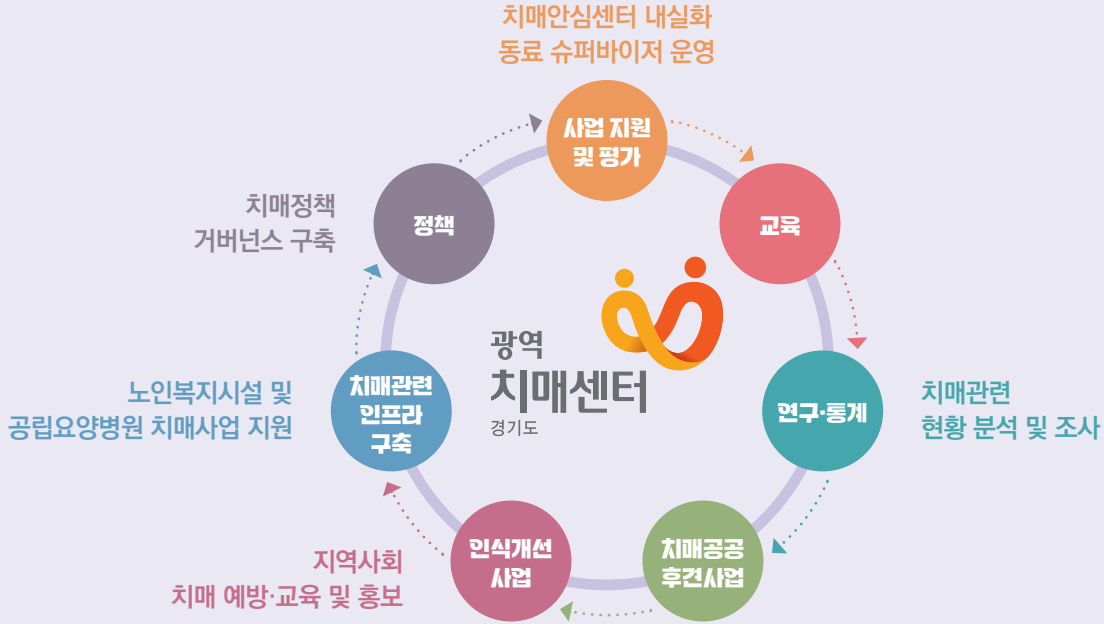 치매안심센터 내실화
동료 슈퍼바이저 운영
사업 지원
및 평가
교육
치매관련
현황 분석 및 조사
연구·통계
치매공공
후견사업
인식개선
사업
지역사회
치매 예방·교육 및 홍보
치매관련
인프라
구축
노인복지시설 및
공립요양병원 치매사업 지원
정책
치매정책
거버넌스 구축
광역
치매센터
경기도